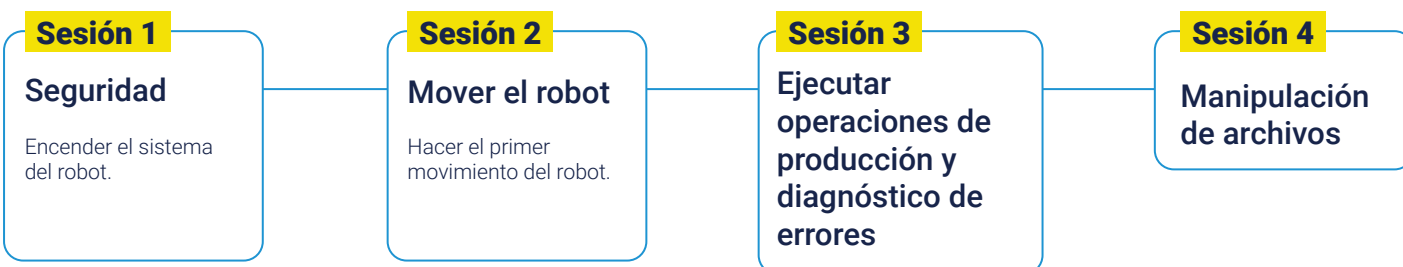 Sesión 1
Seguridad
Encender el sistema
del robot.
Sesión 2
Mover el robot
Hacer el primer
movimiento del robot.
Sesión 3
Ejecutar
operaciones de
producción y
diagnóstico de
errores
Sesión 4
Manipulación
de archivos